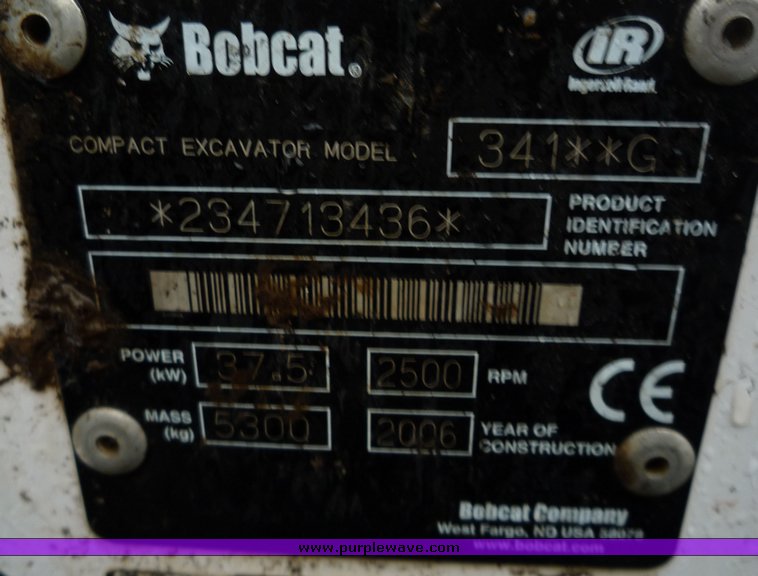 Bobcat®
IR
Ingersoll Rand
COMPACT EXCAVATOR MODEL 341**G
*234713436*
PRODUCT
IDENTIFICATION
NUMBER
POWER
(kW) 37.5 2500 RPM
MASS
(kg) 5300 2006 YEAR OF
CONSTRUCTION
CE
Bobcat Company
West Fargo, ND USA 58078
www.purplewave.com
www.bobcat.com